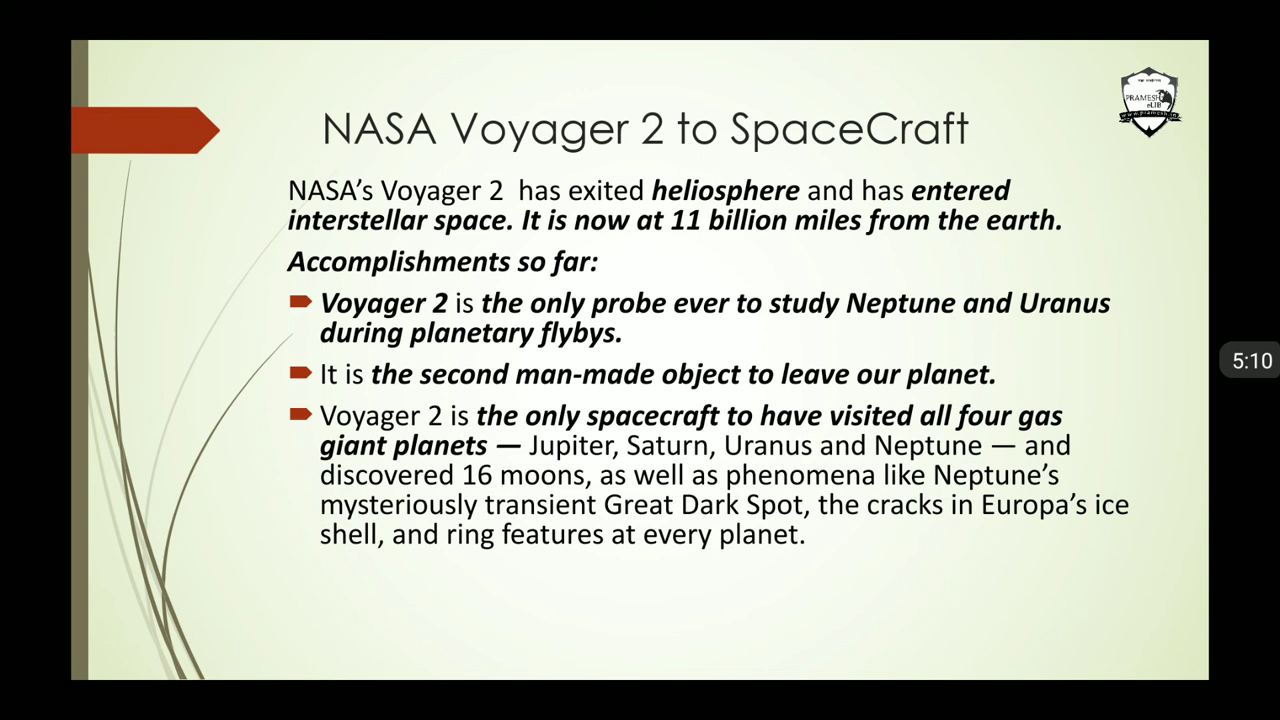 PRAMESH
eLIB
NASA Voyager 2 to SpaceCraft
NASA's Voyager 2 has exited heliosphere and has entered
interstellar space. It is now at 11 billion miles from the earth.
Accomplishments so far:
Voyager 2 is the only probe ever to study Neptune and Uranus
during planetary flybys.
It is the second man-made object to leave our planet.
Voyager 2 is the only spacecraft to have visited all four gas
giant planets — Jupiter, Saturn, Uranus and Neptune — and
discovered 16 moons, as well as phenomena like Neptune's
mysteriously transient Great Dark Spot, the cracks in Europa's ice
shell, and ring features at every planet.
5:10